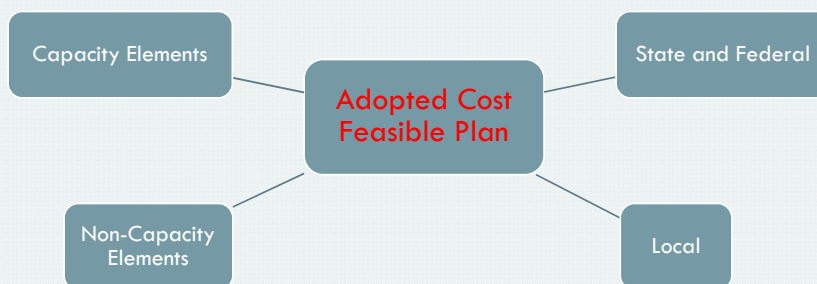 Capacity Elements
State and Federal
Adopted Cost
Feasible Plan
Non-Capacity
Elements
Local